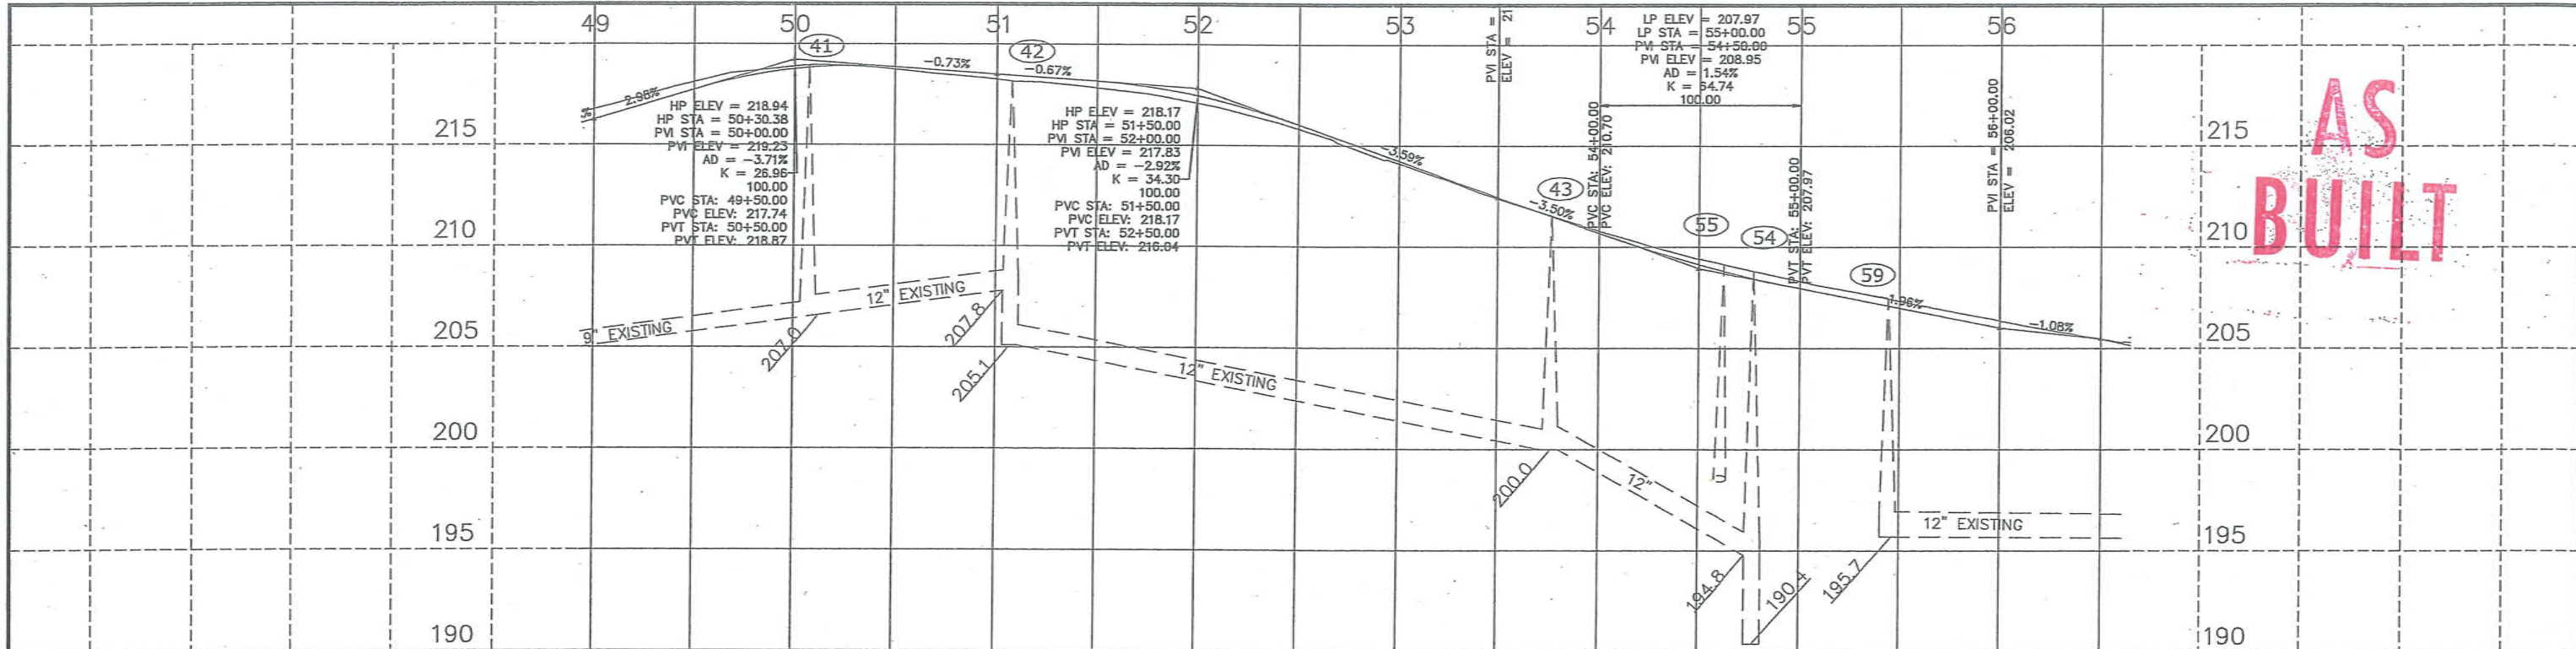 49
50
51
52
53
54
55
56
41
42
43
55
54
59
2.98%
-0.73%
-0.67%
-3.59%
-3.50%
1.96%
-1.08%
HP ELEV = 218.94
HP STA = 50+30.38
PVI STA = 50+00.00
PVI ELEV = 219.23
AD = -3.71%
K = 26.96
100.00
PVC STA: 49+50.00
PVC ELEV: 217.74
PVT STA: 50+50.00
PVT ELEV: 218.87
HP ELEV = 218.17
HP STA = 51+50.00
PVI STA = 52+00.00
PVI ELEV = 217.83
AD = -2.92%
K = 34.30
100.00
PVC STA: 51+50.00
PVC ELEV: 218.17
PVT STA: 52+50.00
PVT ELEV: 216.04
PVI STA =
ELEV = 21
LP ELEV = 207.97
LP STA = 55+00.00
PVI STA = 54+50.00
PVI ELEV = 208.95
AD = 1.54%
K = 64.74
100.00
PVC STA: 54+00.00
PVC ELEV: 210.70
PVT STA: 55+00.00
PVT ELEV: 207.97
PVI STA = 56+00.00
ELEV = 206.02
AS
BUILT
215
210
205
200
195
190
215
210
205
200
195
190
9" EXISTING
12" EXISTING
12" EXISTING
12"
12" EXISTING
207.8
205.1
200.0
194.8
190.4
195.7